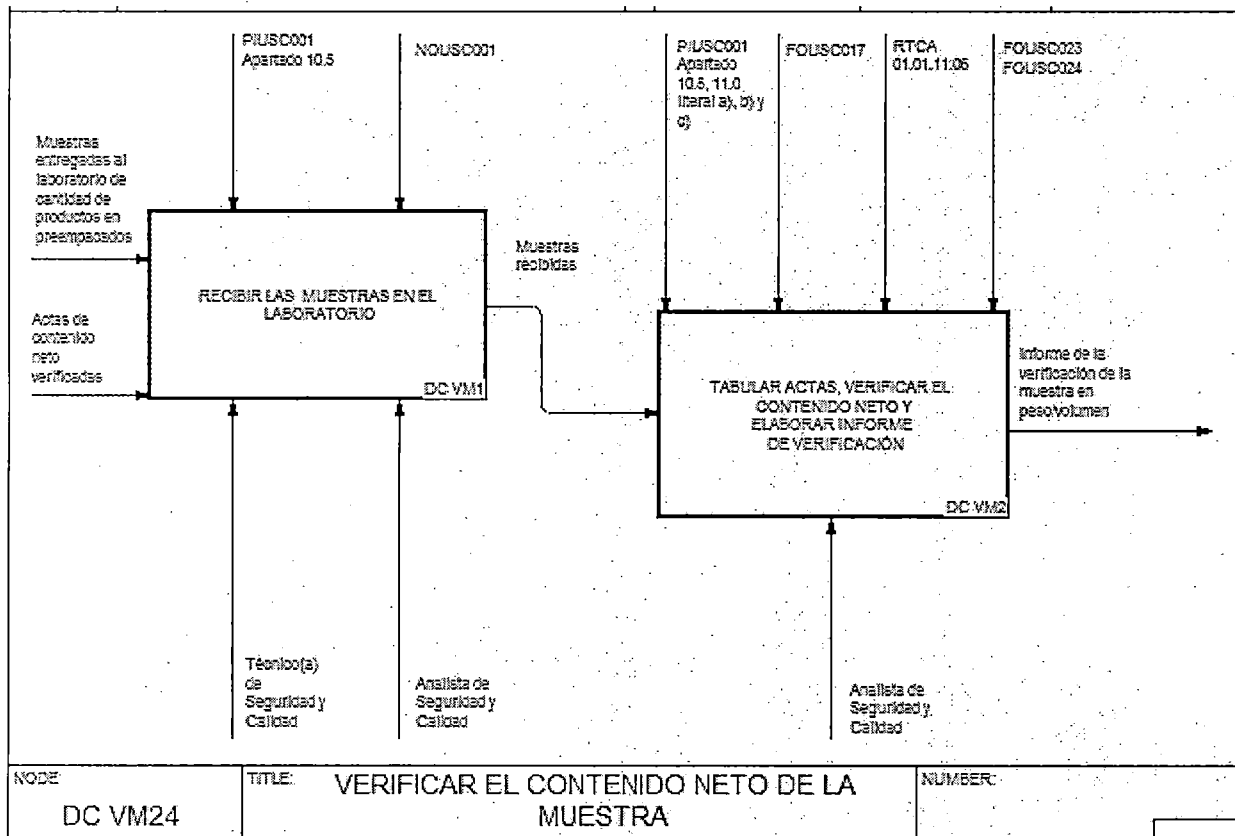 PIUSC001
Apartado 10.5
NOUSC001
PIUSC001
Apartado
10.5, 11.0
literal a), b) y
c)
FOUSC017
RTCA
01.01.11:06
FOUSC023
FOUSC024
Muestras
entregadas al
laboratorio de
cantidad de
productos en
preempacados
Actas de
contenido
neto
verificadas
RECIBIR LAS MUESTRAS EN EL
LABORATORIO
DC VM1
Muestras
recibidas
TABULAR ACTAS, VERIFICAR EL
CONTENIDO NETO Y
ELABORAR INFORME
DE VERIFICACIÓN
DC VM2
Informe de la
verificación de la
muestra en
peso/volumen
Técnico(a)
de
Seguridad y
Calidad
Analista de
Seguridad y
Calidad
Analista de
Seguridad y
Calidad
NODE:
DC VM24
TITLE:
VERIFICAR EL CONTENIDO NETO DE LA
MUESTRA
NUMBER: